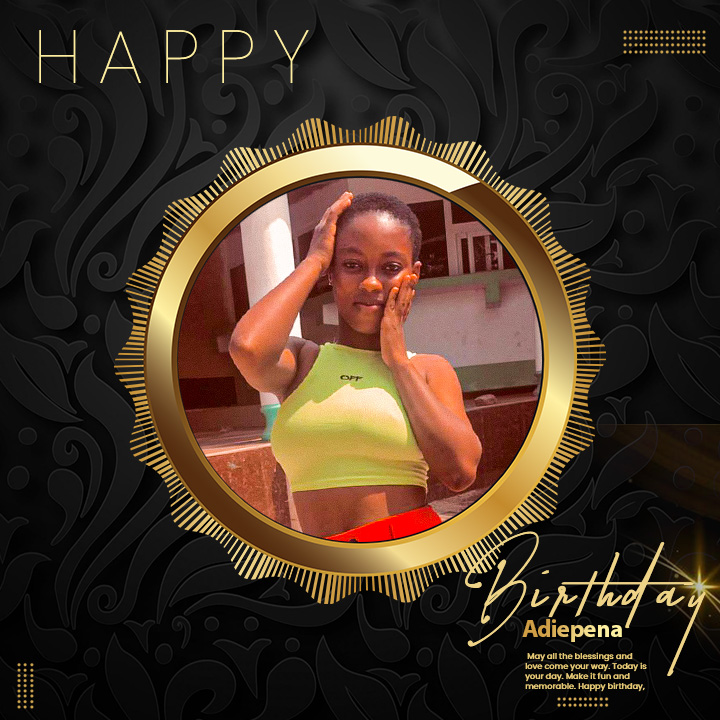 HAPPY
OFF
Birthday
Adiepena
May all the blessings and
love come your way. Today is
your day. Make it fun and
memorable. Happy birthday,